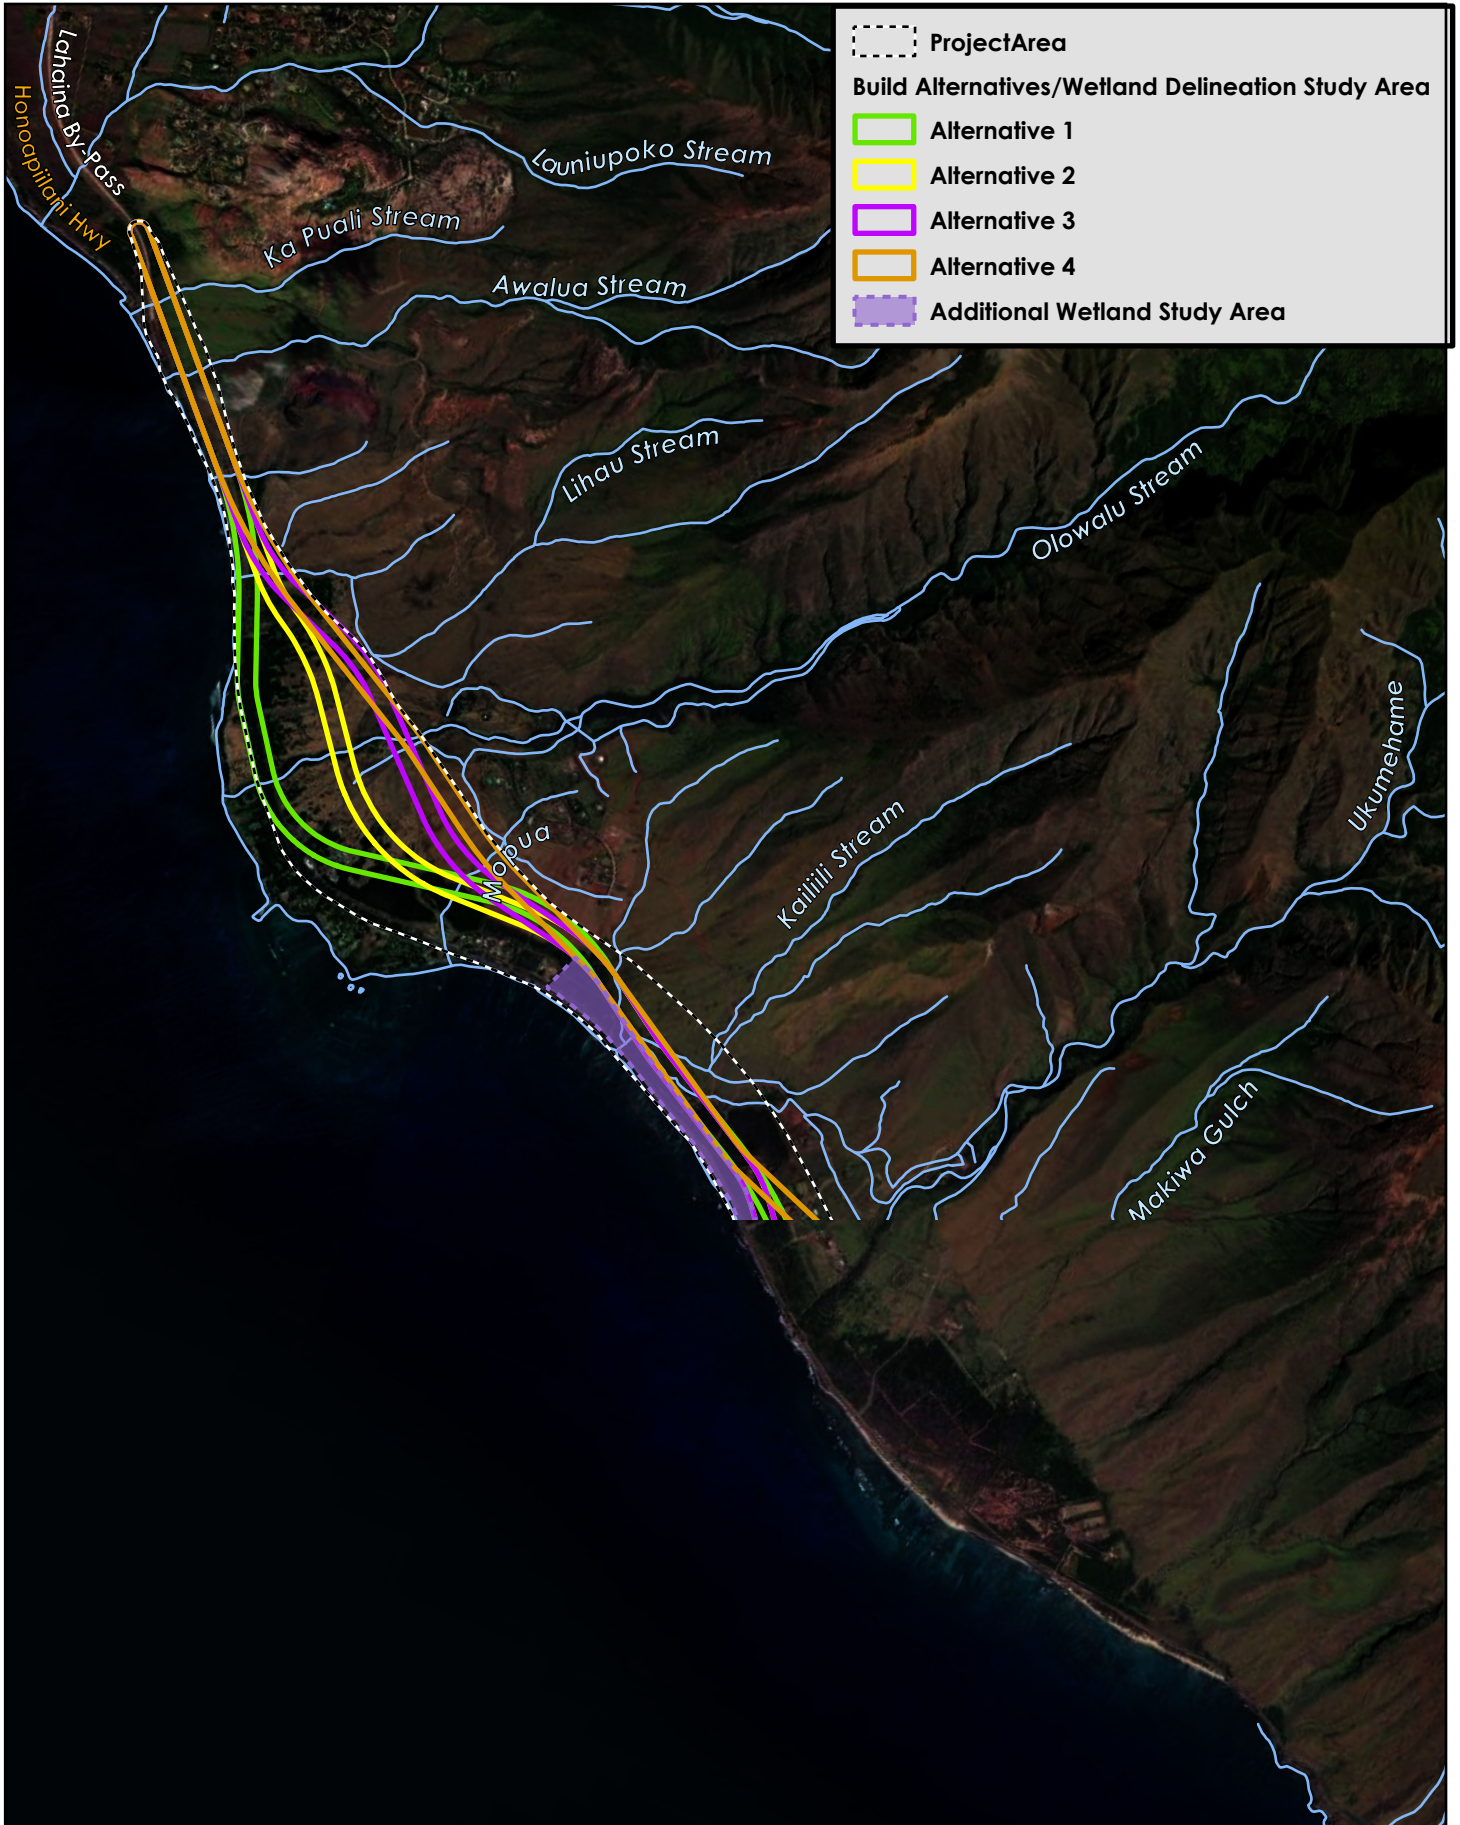 ProjectArea
Build Alternatives/Wetland Delineation Study Area
Alternative 1
Alternative 2
Alternative 3
Alternative 4
Additional Wetland Study Area
Lahaina By-Pass
Honoapiilani Hwy
Launiupoko Stream
Ka Puali Stream
Awalua Stream
Lihau Stream
Olowalu Stream
Ukumehame
Mopua
Kailiili Stream
Makiwa Gulch